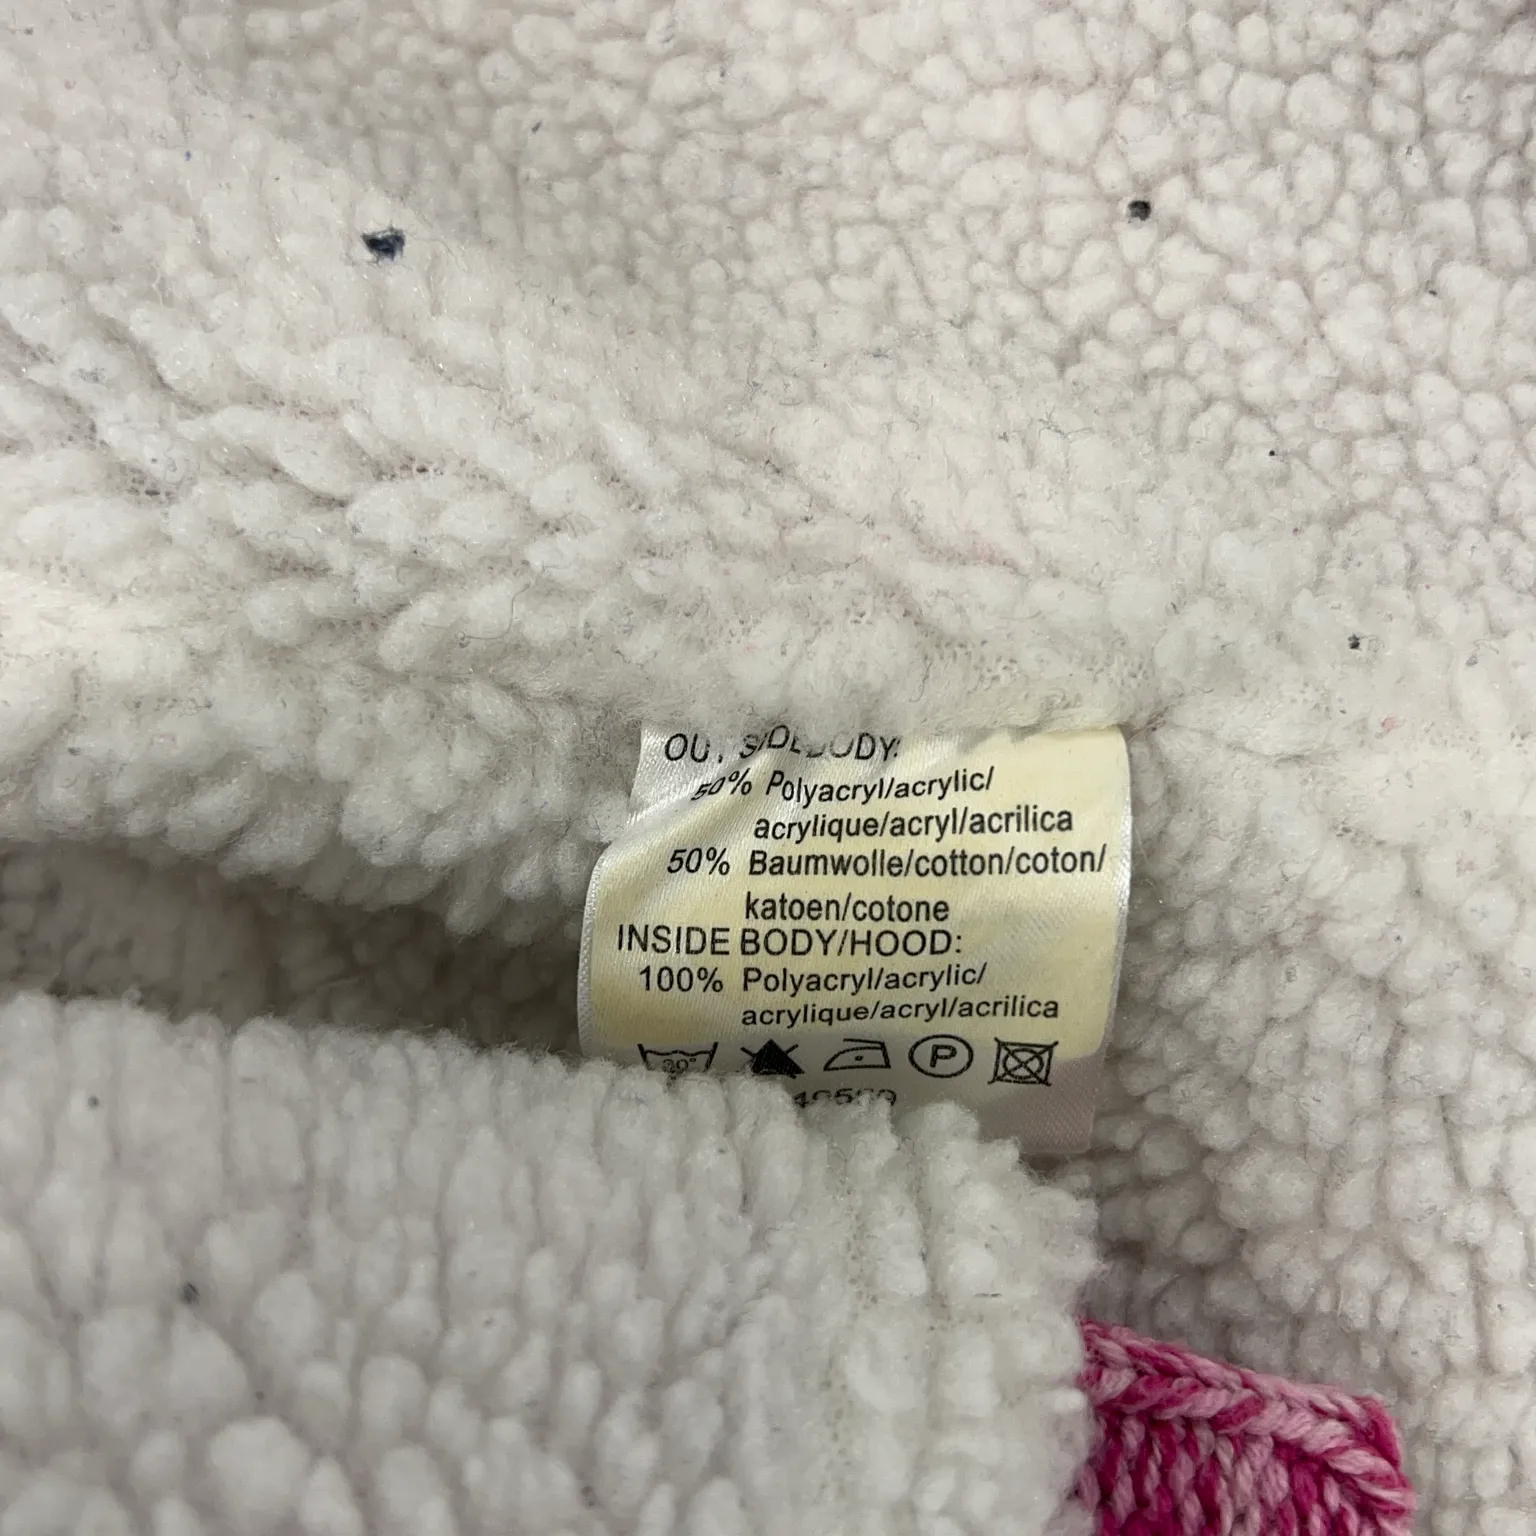 BODY:
50% Polyacryl/acrylic/
acrylique/acryl/acrilica
50% Baumwolle/cotton/coton/
katoen/cotone
INSIDE BODY/HOOD:
100% Polyacryl/acrylic/
acrylique/acryl/acrilica
30° P